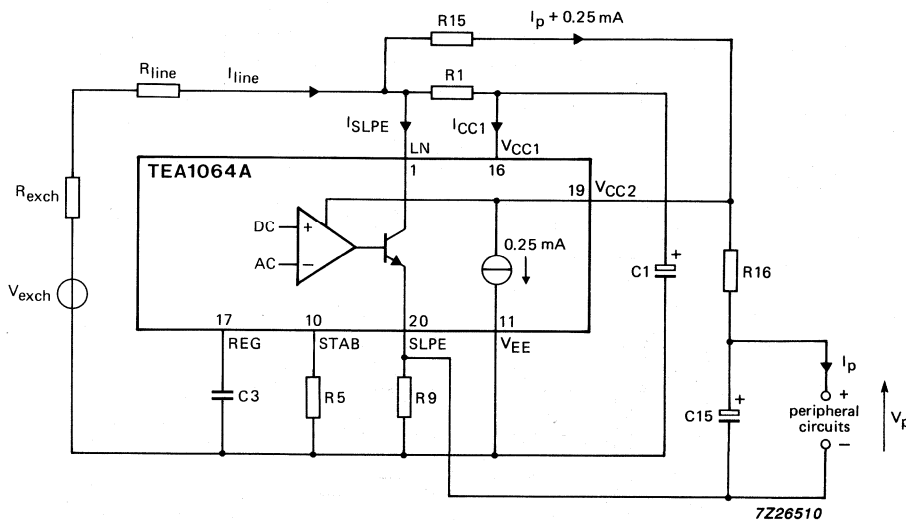 R15
Ip + 0.25 mA
Rline
Iline
R1
ISLPE
ICC1
LN
VCC1
TEA1064A
1
16
19
VCC2
Rexch
DC
+
AC
−
0.25 mA
+
C1
R16
Vexch
17
10
20
11
REG
STAB
SLPE
VEE
Ip
C3
R5
R9
+
C15
+
peripheral
circuits
−
Vp
7Z26510